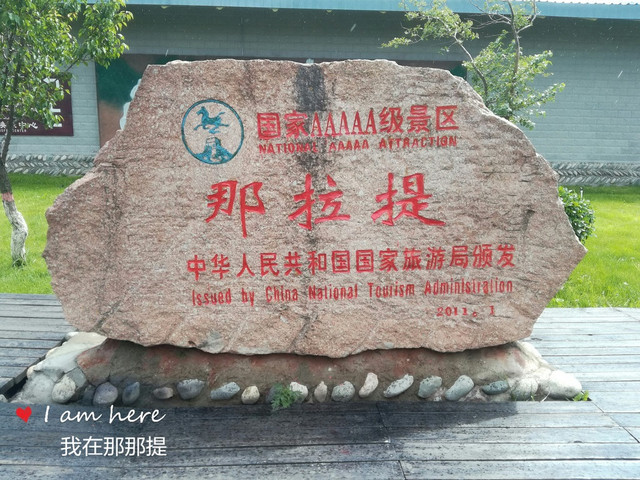 国家AAAAA级景区
NATIONAL AAAAA ATTRACTION
那拉提
中华人民共和国国家旅游局颁发
Issued by China National Tourism Administration
2011.1
I am here
我在那那提